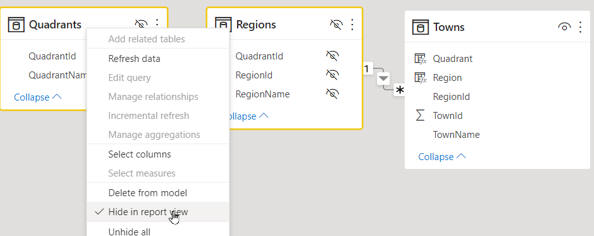 Quadrants
QuadrantId
QuadrantName
Collapse
Add related tables
Refresh data
Edit query
Manage relationships
Incremental refresh
Manage aggregations
Select columns
Select measures
Delete from model
Hide in report view
Unhide all
Regions
QuadrantId
RegionId
RegionName
ollapse
1
*
Towns
Quadrant
Region
RegionId
TownId
TownName
Collapse